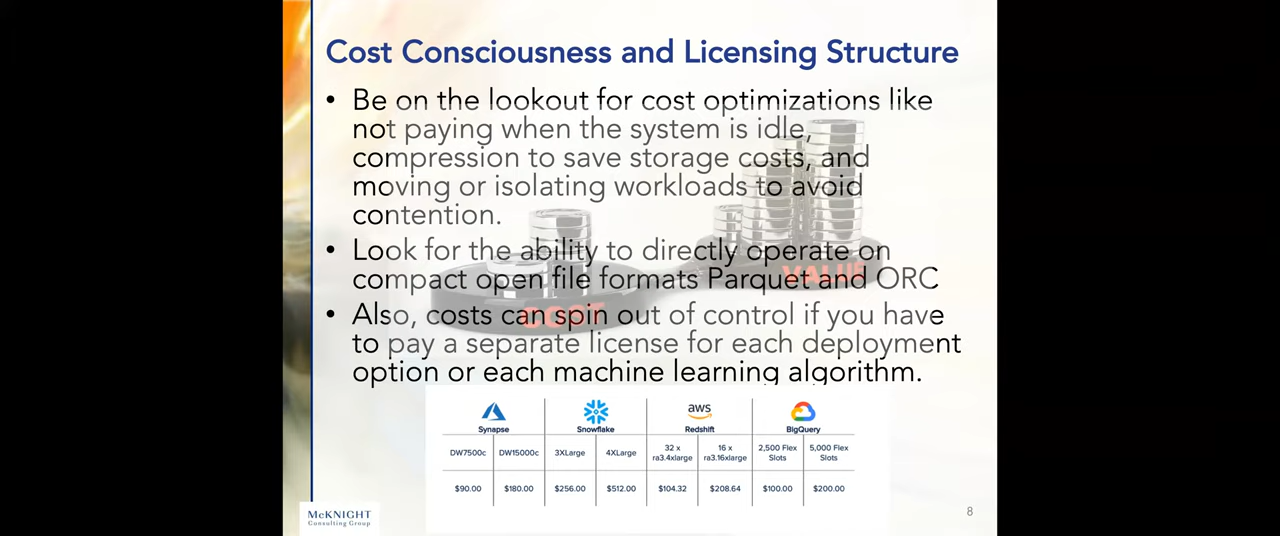 Cost Consciousness and Licensing Structure
• Be on the lookout for cost optimizations like
not paying when the system is idle,
compression to save storage costs, and
moving or isolating workloads to avoid
contention.
• Look for the ability to directly operate on
compact open file formats Parquet and ORC
• Also, costs can spin out of control if you have
to pay a separate license for each deployment
option or each machine learning algorithm.
COST
VALUE
aws
Synapse Snowflake Redshift BigQuery
DW7500c DW15000c 3XLarge 4XLarge 32 x ra3.4xlarge 16 x ra3.16xlarge 2,500 Flex Slots 5,000 Flex Slots
$90.00 $180.00 $256.00 $512.00 $104.32 $208.64 $100.00 $200.00
McKNIGHT
Consulting Group
8